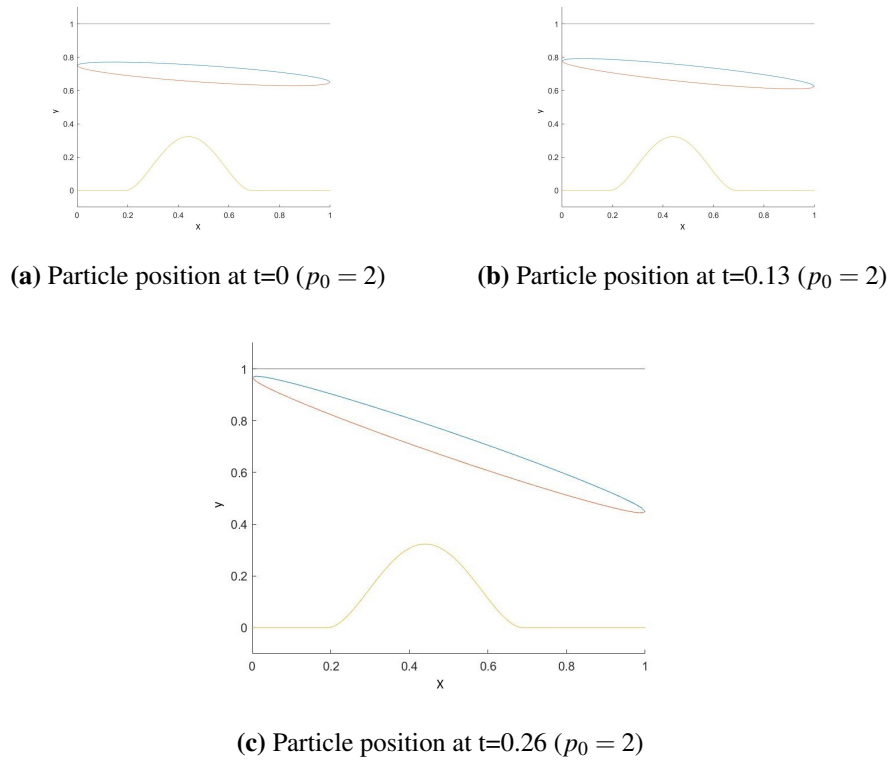 1
0.8
0.6
0.4
0.2
0
y
0 0.2 0.4 0.6 0.8 1
X
1
0.8
0.6
0.4
0.2
0
y
0 0.2 0.4 0.6 0.8 1
X
(a) Particle position at t=0 (p₀ = 2)
(b) Particle position at t=0.13 (p₀ = 2)
1
0.8
0.6
0.4
0.2
0
y
0 0.2 0.4 0.6 0.8 1
X
(c) Particle position at t=0.26 (p₀ = 2)